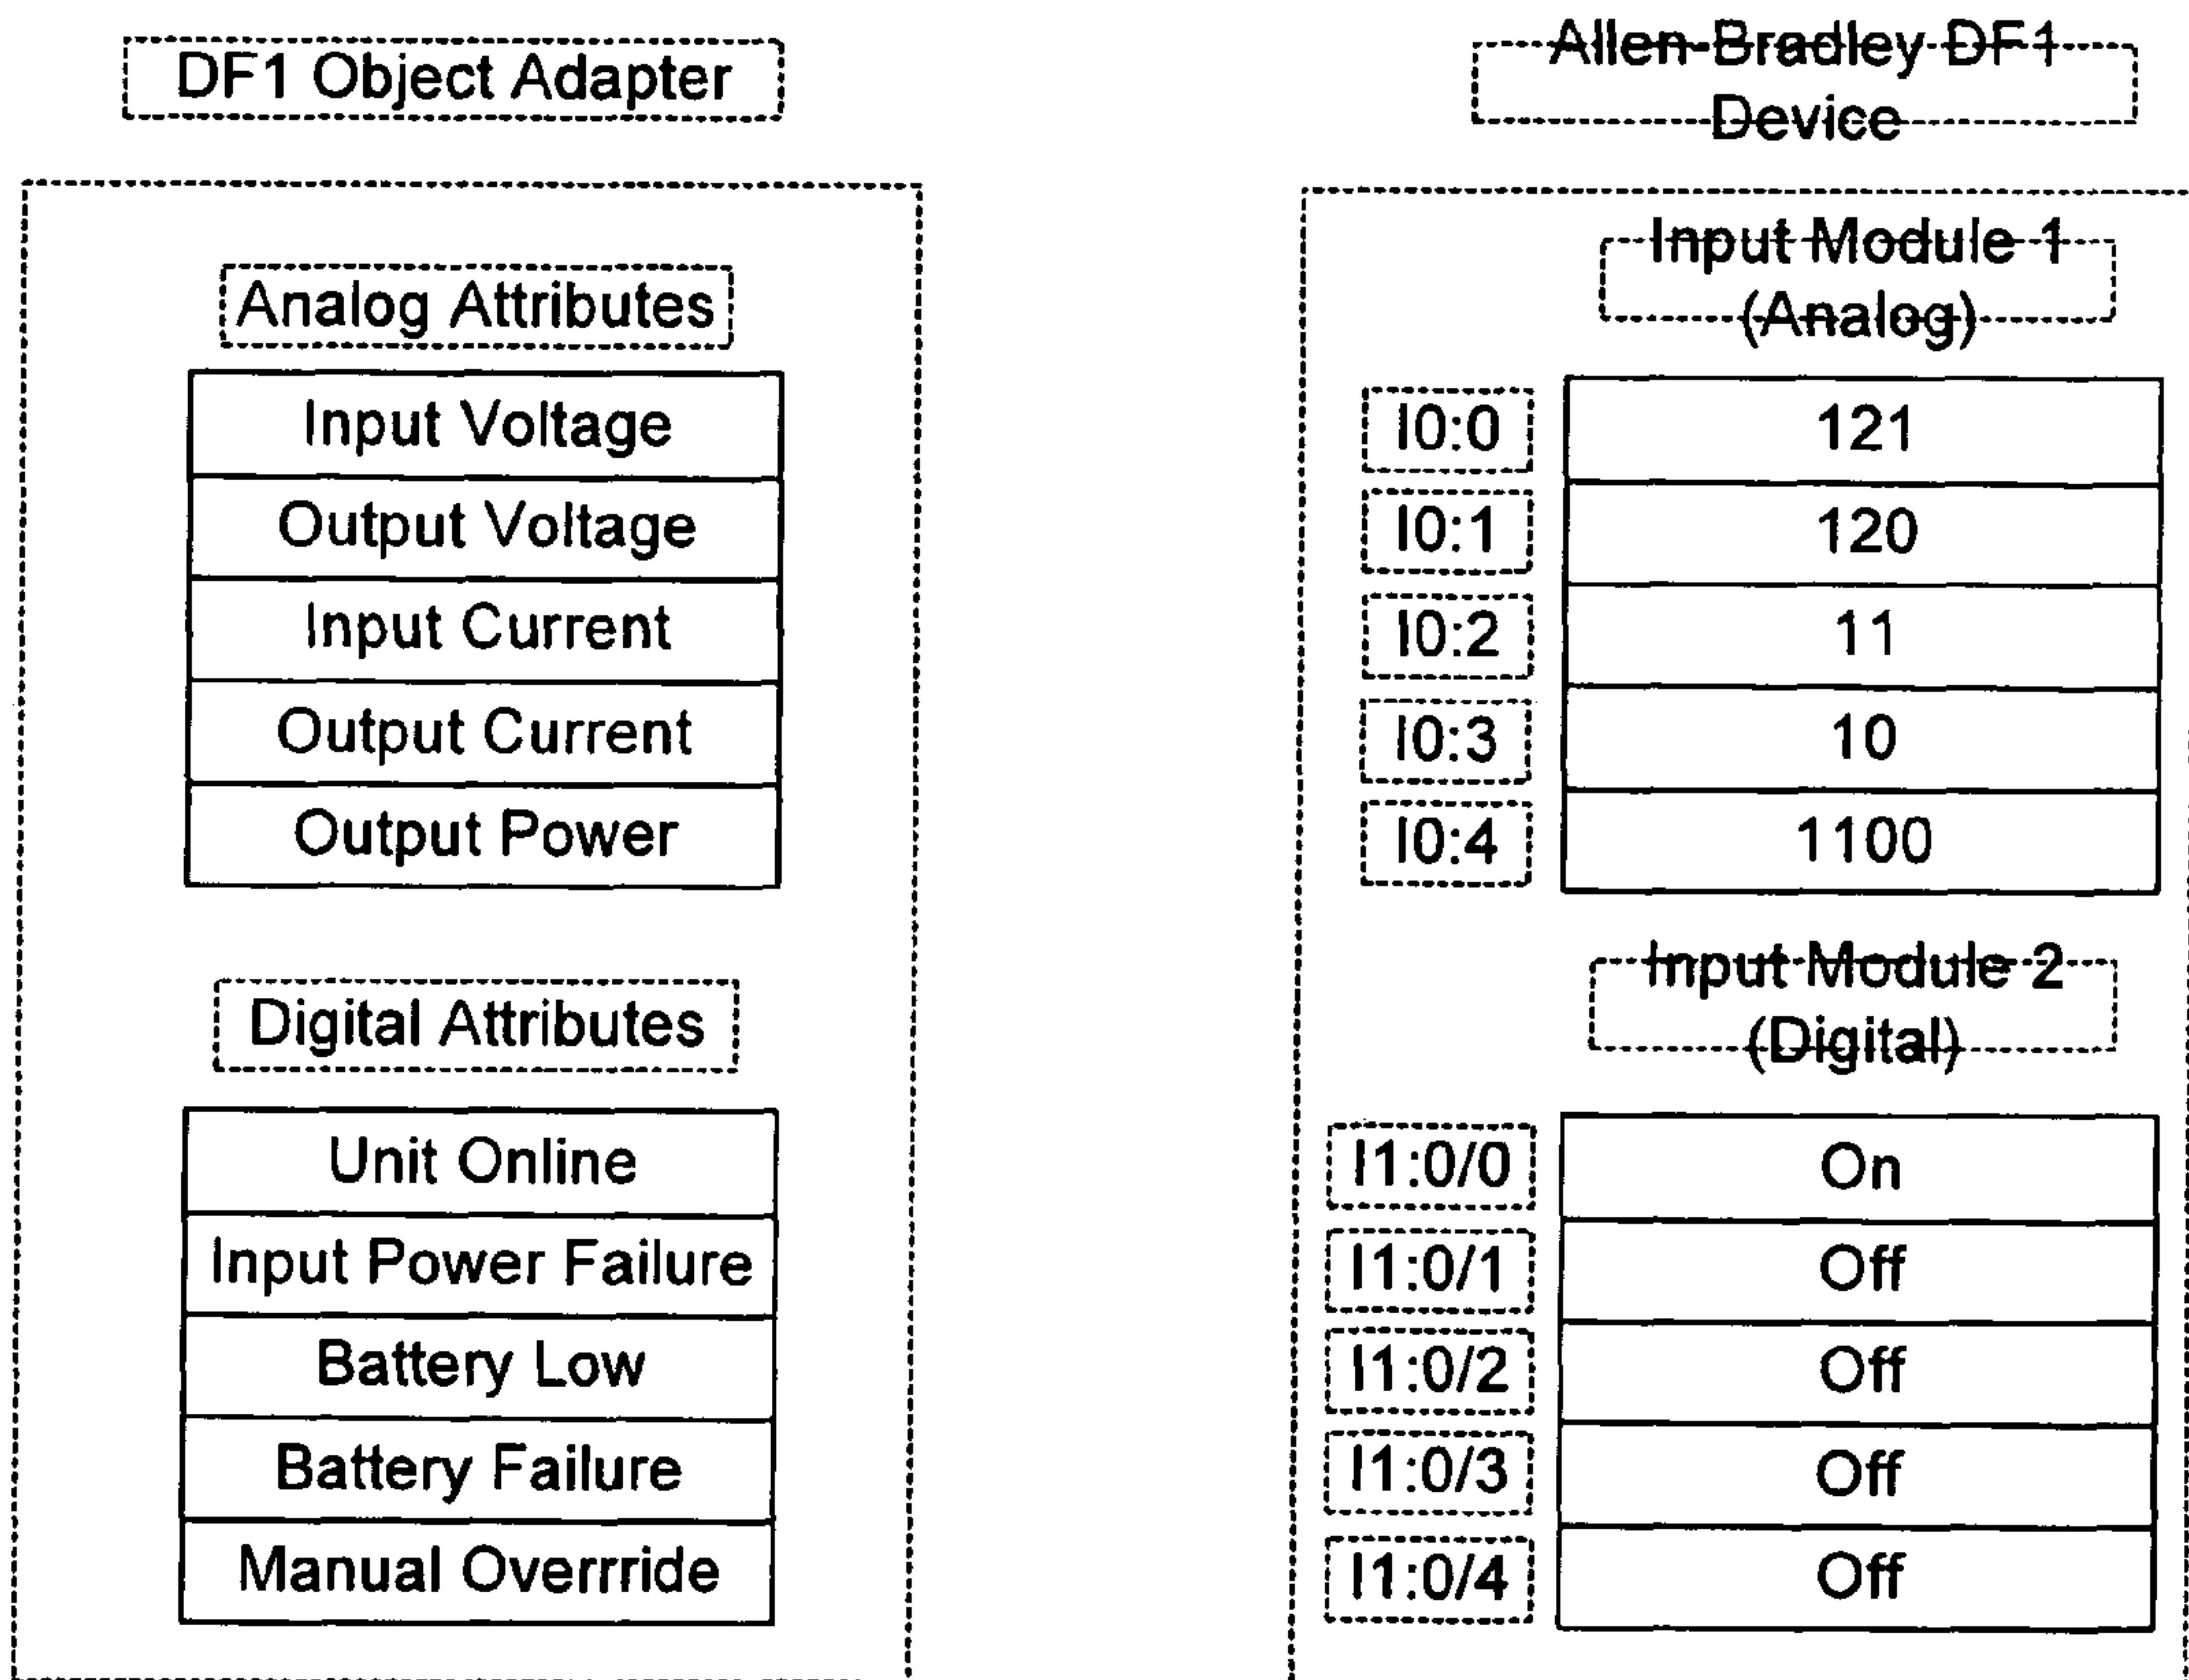 DF1 Object Adapter
Analog Attributes
Input Voltage
Output Voltage
Input Current
Output Current
Output Power
Digital Attributes
Unit Online
Input Power Failure
Battery Low
Battery Failure
Manual Overrride
Allen-Bradley DF1
Device
Input Module 1
(Analog)
I0:0 121
I0:1 120
I0:2 11
I0:3 10
I0:4 1100
Input Module 2
(Digital)
I1:0/0 On
I1:0/1 Off
I1:0/2 Off
I1:0/3 Off
I1:0/4 Off